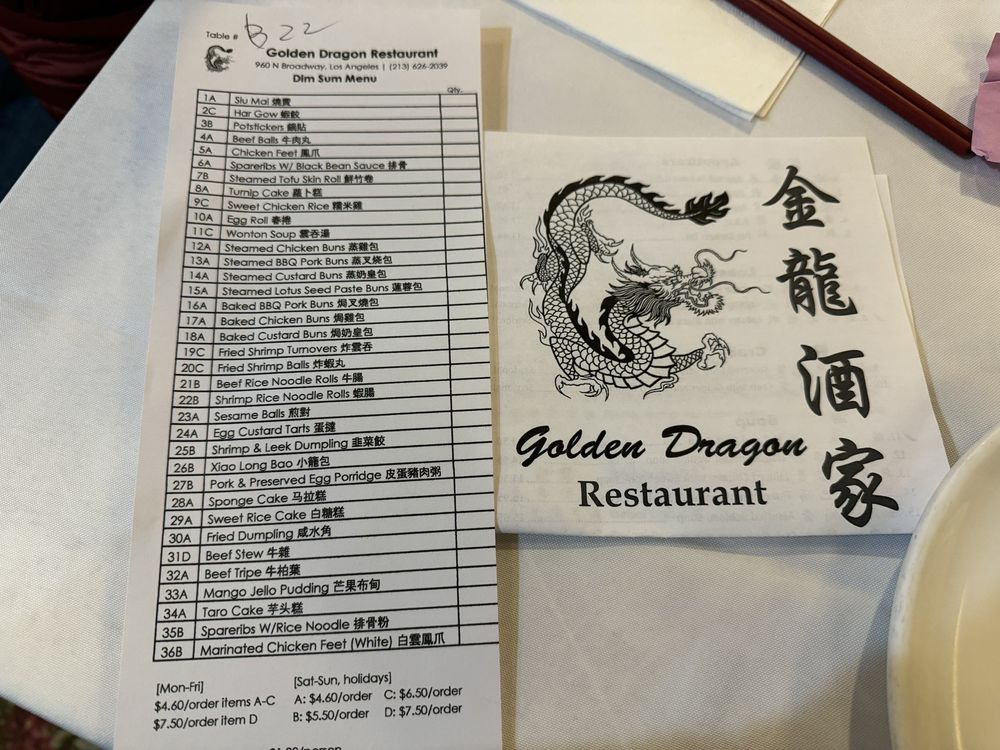 Table # B22
Golden Dragon Restaurant
960 N Broadway, Los Angeles | (213) 626-2039
Dim Sum Menu
Qty.
1A Siu Mai 燒賣
2C Har Gow 蝦餃
3B Potstickers 鍋貼
4A Beef Balls 牛肉丸
5A Chicken Feet 鳳爪
6A Spareribs W/ Black Bean Sauce 排骨
7B Steamed Tofu Skin Roll 鮮竹卷
8A Turnip Cake 蘿卜糕
9C Sweet Chicken Rice 糯米雞
10A Egg Roll 春捲
11C Wonton Soup 雲吞湯
12A Steamed Chicken Buns 蒸雞包
13A Steamed BBQ Pork Buns 蒸叉烧包
14A Steamed Custard Buns 蒸奶皇包
15A Steamed Lotus Seed Paste Buns 蓮蓉包
16A Baked BBQ Pork Buns 焗叉燒包
17A Baked Chicken Buns 焗雞包
18A Baked Custard Buns 焗奶皇包
19C Fried Shrimp Turnovers 炸雲吞
20C Fried Shrimp Balls 炸蝦丸
21B Beef Rice Noodle Rolls 牛腸
22B Shrimp Rice Noodle Rolls 蝦腸
23A Sesame Balls 煎對
24A Egg Custard Tarts 蛋撻
25B Shrimp & Leek Dumpling 韭菜餃
26B Xiao Long Bao 小籠包
27B Pork & Preserved Egg Porridge 皮蛋豬肉粥
28A Sponge Cake 马拉糕
29A Sweet Rice Cake 白糖糕
30A Fried Dumpling 咸水角
31D Beef Stew 牛雜
32A Beef Tripe 牛柏葉
33A Mango Jello Pudding 芒果布甸
34A Taro Cake 芋头糕
35B Spareribs W/Rice Noodle 排骨粉
36B Marinated Chicken Feet (White) 白雲鳳爪
[Mon-Fri]
$4.60/order items A-C
$7.50/order item D
[Sat-Sun, holidays]
A: $4.60/order C: $6.50/order
B: $5.50/order D: $7.50/order
金龍酒家
Golden Dragon
Restaurant